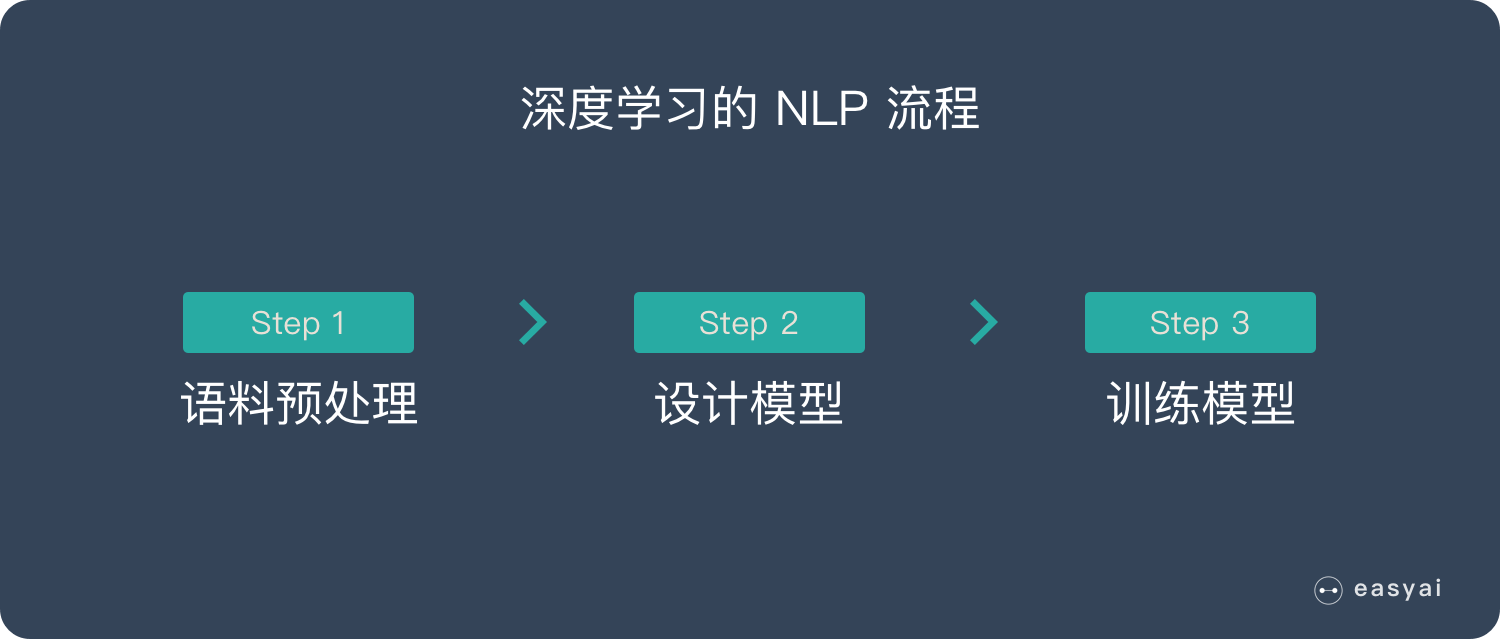 深度学习的 NLP 流程
Step 1
Step 2
Step 3
语料预处理
设计模型
训练模型
easyai